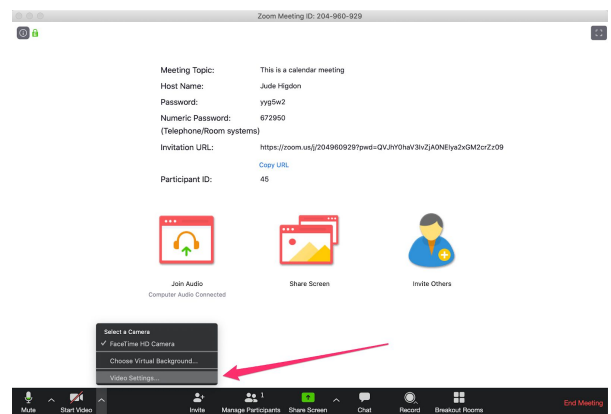 Zoom Meeting ID: 204-960-929
Meeting Topic: This is a calendar meeting
Host Name: Jude Higdon
Password: yyg5w2
Numeric Password: 672950
(Telephone/Room systems)
Invitation URL: https://zoom.us/j/204960929?pwd=QVJhY0haV3lvZjA0NElya2xGM2crZz09
Copy URL
Participant ID: 45
Join Audio
Computer Audio Connected
Share Screen
Invite Others
Select a Camera
✓ FaceTime HD Camera
Choose Virtual Background...
Video Settings...
Mute Start Video Invite Manage Participants 1 Share Screen Chat Record Breakout Rooms End Meeting